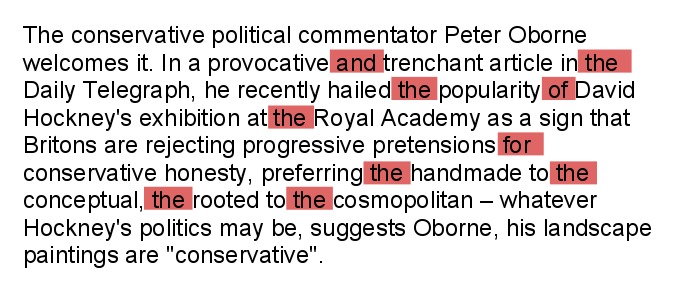 The conservative political commentator Peter Oborne
welcomes it. In a provocative and trenchant article in the
Daily Telegraph, he recently hailed the popularity of David
Hockney's exhibition at the Royal Academy as a sign that
Britons are rejecting progressive pretensions for
conservative honesty, preferring the handmade to the
conceptual, the rooted to the cosmopolitan – whatever
Hockney's politics may be, suggests Oborne, his landscape
paintings are "conservative".